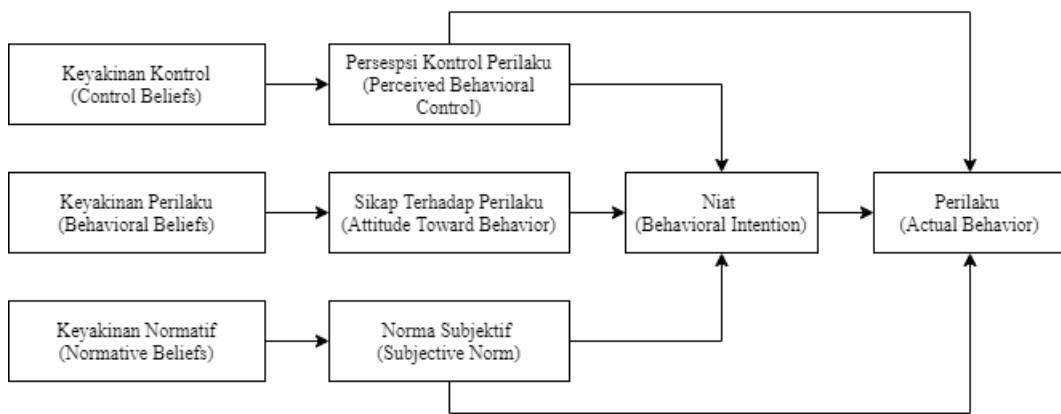 Keyakinan Kontrol
(Control Beliefs)
Persespsi Kontrol Perilaku
(Perceived Behavioral
Control)
Keyakinan Perilaku
(Behavioral Beliefs)
Sikap Terhadap Perilaku
(Attitude Toward Behavior)
Niat
(Behavioral Intention)
Perilaku
(Actual Behavior)
Keyakinan Normatif
(Normative Beliefs)
Norma Subjektif
(Subjective Norm)